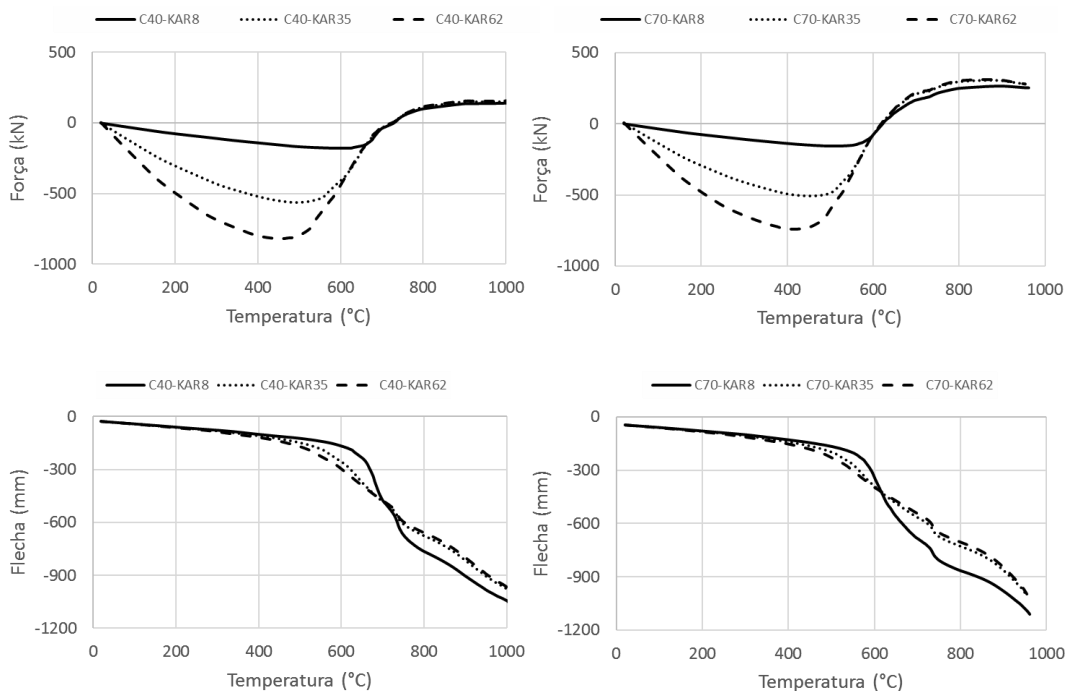 C40-KAR8 C40-KAR35 C40-KAR62
500
0
-500
-1000
Força (kN)
0 200 400 600 800 1000
Temperatura (°C)
C70-KAR8 C70-KAR35 C70-KAR62
500
0
-500
-1000
Força (kN)
0 200 400 600 800 1000
Temperatura (°C)
C40-KAR8 C40-KAR35 C40-KAR62
0
-300
-600
-900
-1200
Flecha (mm)
0 200 400 600 800 1000
Temperatura (°C)
C70-KAR8 C70-KAR35 C70-KAR62
0
-300
-600
-900
-1200
Flecha (mm)
0 200 400 600 800 1000
Temperatura (°C)